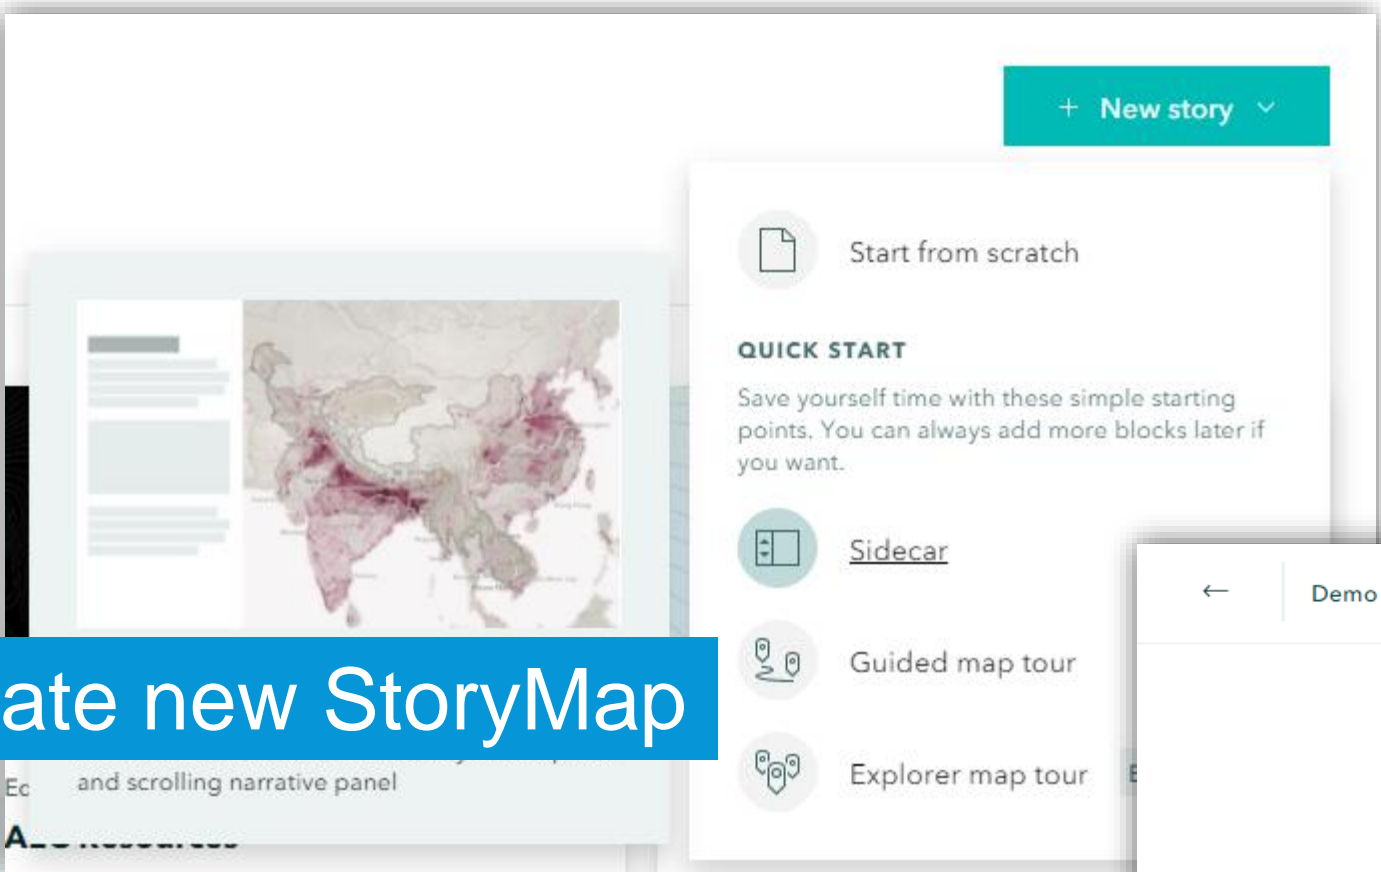 + New story
Start from scratch
QUICK START
Save yourself time with these simple starting
points. You can always add more blocks later if
you want.
Sidecar
Guided map tour
Explorer map tour
← Demo
ate new StoryMap
and scrolling narrative panel